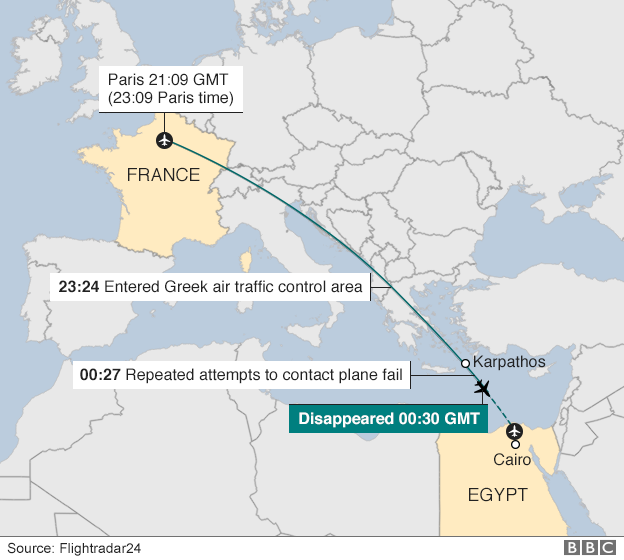 Paris 21:09 GMT
(23:09 Paris time)
FRANCE
23:24 Entered Greek air traffic control area
Karpathos
00:27 Repeated attempts to contact plane fail
Disappeared 00:30 GMT
Cairo
EGYPT
Source: Flightradar24
BBC